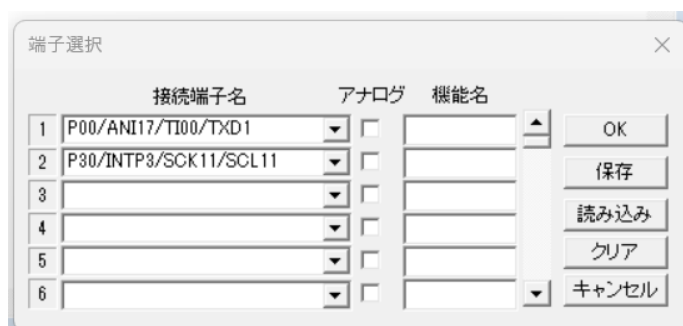 端子選択
接続端子名 アナログ 機能名
1 P00/ANI17/TI00/TXD1 OK
2 P30/INTP3/SCK11/SCL11 保存
3
4 読み込み
5 クリア
6 キャンセル